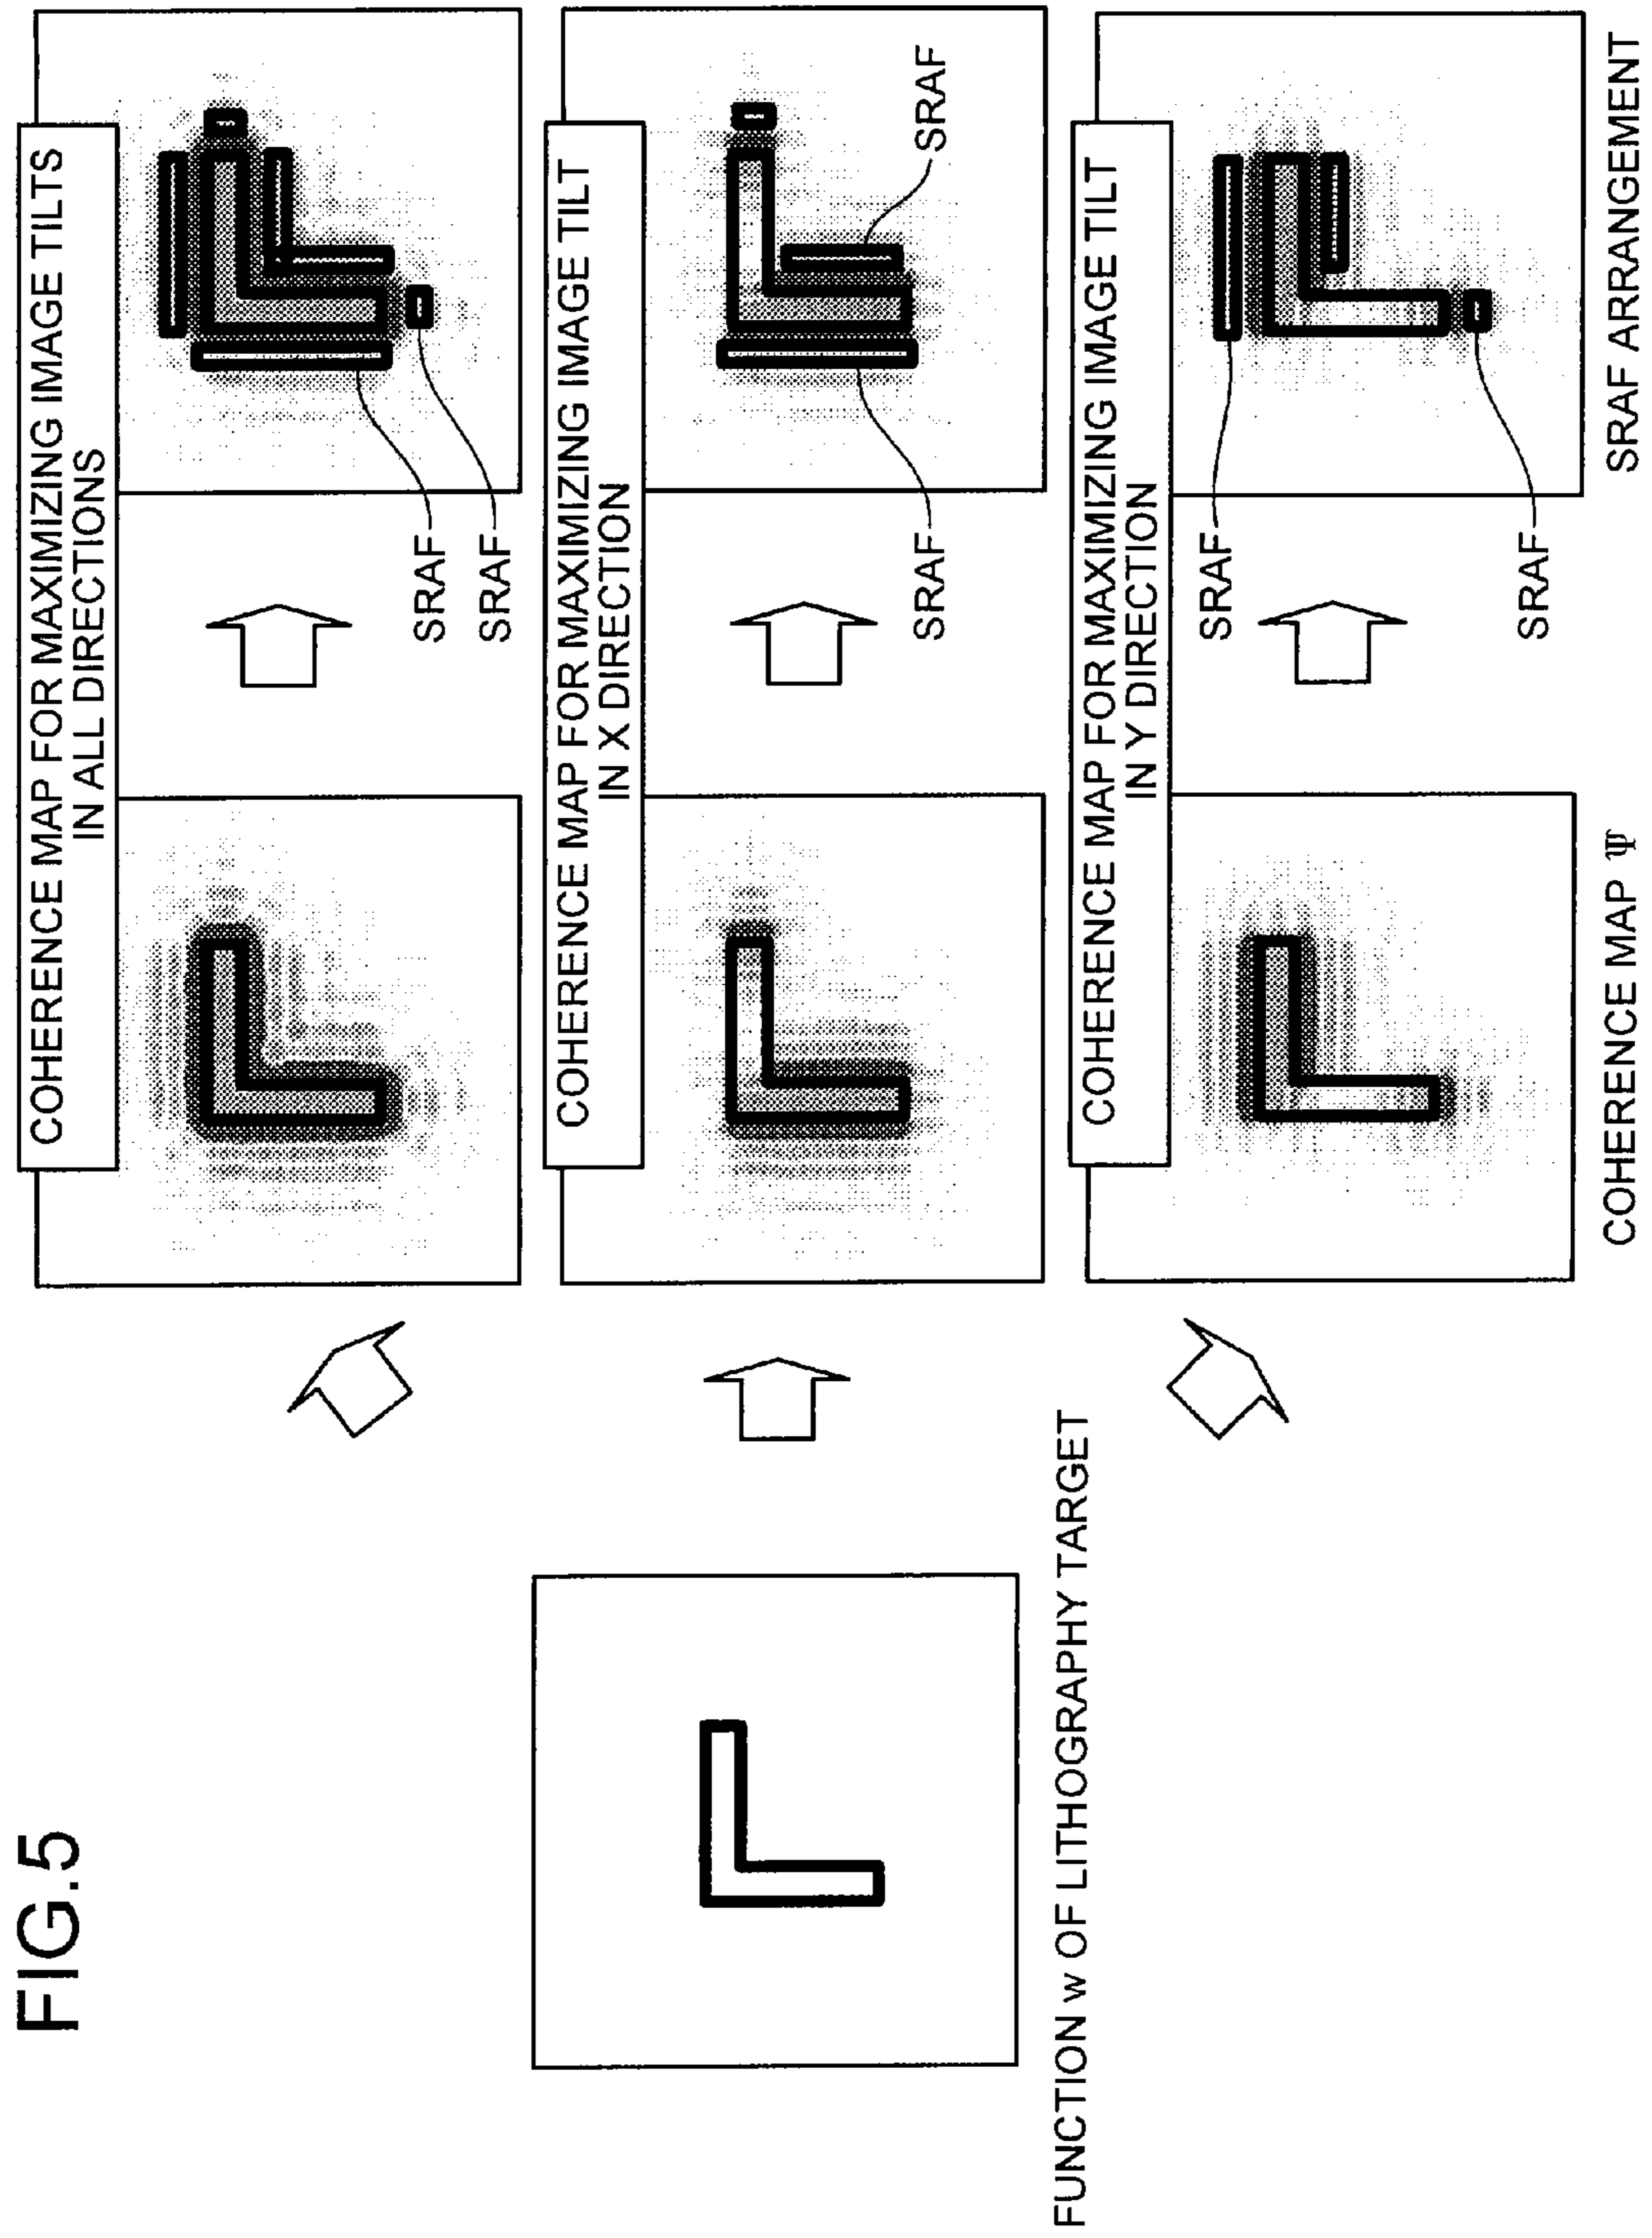 FIG.5
FUNCTION w OF LITHOGRAPHY TARGET
COHERENCE MAP FOR MAXIMIZING IMAGE TILTS
IN ALL DIRECTIONS
SRAF
SRAF
COHERENCE MAP FOR MAXIMIZING IMAGE TILT
IN X DIRECTION
SRAF
SRAF
COHERENCE MAP FOR MAXIMIZING IMAGE TILT
IN Y DIRECTION
SRAF
SRAF
COHERENCE MAP Ψ
SRAF ARRANGEMENT